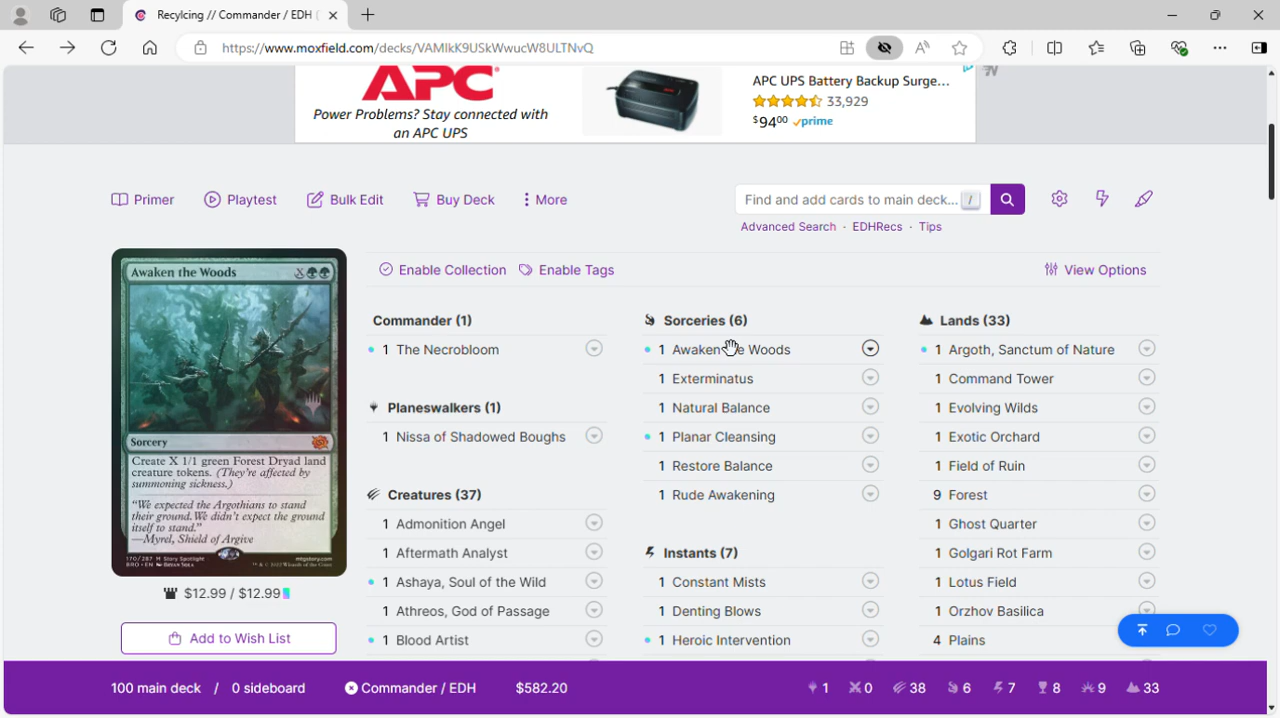 Recylcing // Commander / EDH (
https://www.moxfield.com/decks/VAMIkK9USkWwucW8ULTNvQ
APC
Power Problems? Stay connected with
an APC UPS
APC UPS Battery Backup Surge...
33,929
$94⁰⁰ prime
Primer
Playtest
Bulk Edit
Buy Deck
More
Find and add cards to main deck... /
Advanced Search · EDHRecs · Tips
Awaken the Woods X
Sorcery
Create X 1/1 green Forest Dryad land
creature tokens. (They're affected by
summoning sickness.)
"We expected the Argothians to stand
their ground. We didn't expect the ground
itself to stand."
—Myrel, Shield of Argive
170/287 M Story Spotlight
BRO • EN
mtgstory.com
$12.99 / $12.99
Add to Wish List
Enable Collection
Enable Tags
View Options
Commander (1)
1 The Necrobloom
Planeswalkers (1)
1 Nissa of Shadowed Boughs
Creatures (37)
1 Admonition Angel
1 Aftermath Analyst
1 Ashaya, Soul of the Wild
1 Athreos, God of Passage
1 Blood Artist
Sorceries (6)
1 Awaken the Woods
1 Exterminatus
1 Natural Balance
1 Planar Cleansing
1 Restore Balance
1 Rude Awakening
Instants (7)
1 Constant Mists
1 Denting Blows
1 Heroic Intervention
Lands (33)
1 Argoth, Sanctum of Nature
1 Command Tower
1 Evolving Wilds
1 Exotic Orchard
1 Field of Ruin
9 Forest
1 Ghost Quarter
1 Golgari Rot Farm
1 Lotus Field
1 Orzhov Basilica
4 Plains
100 main deck / 0 sideboard
Commander / EDH
$582.20
1 0 38 6 7 8 9 33